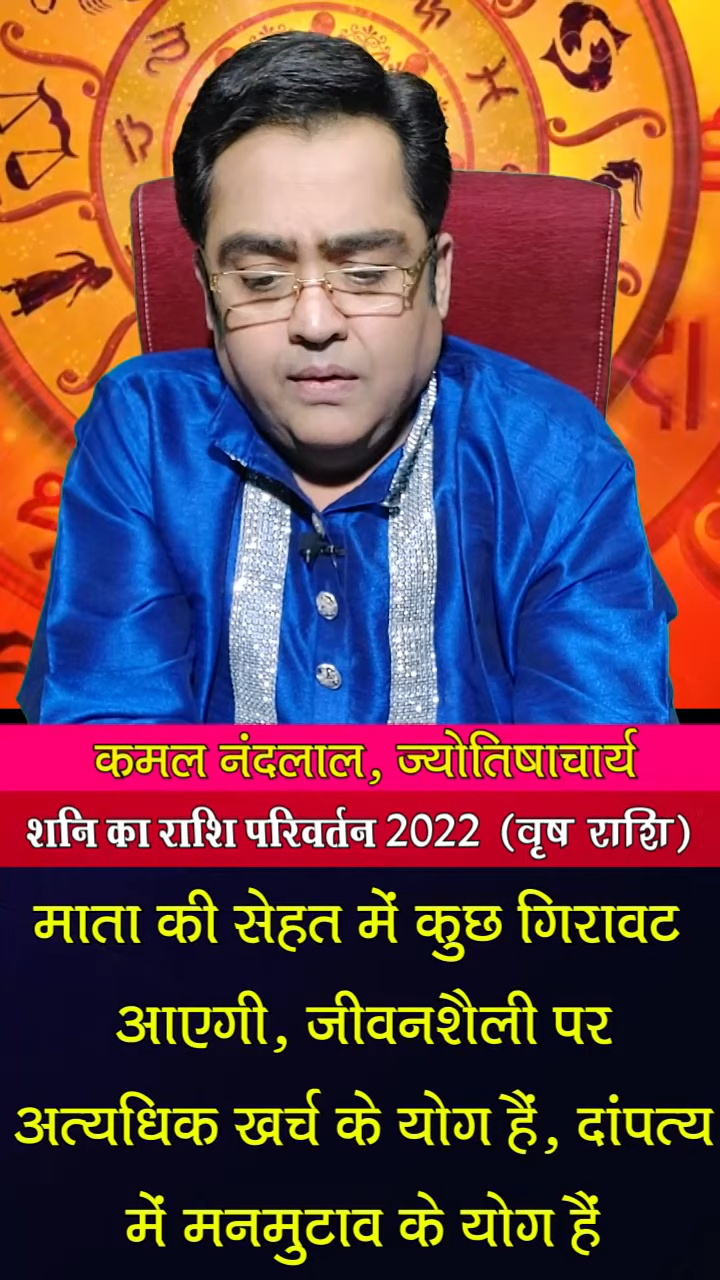 कमल नंदलाल, ज्योतिषाचार्य
शनि का राशि परिवर्तन 2022 (वृष राशि)
माता की सेहत में कुछ गिरावट
आएगी, जीवनशैली पर
अत्यधिक खर्च के योग हैं, दांपत्य
में मनमुटाव के योग हैं